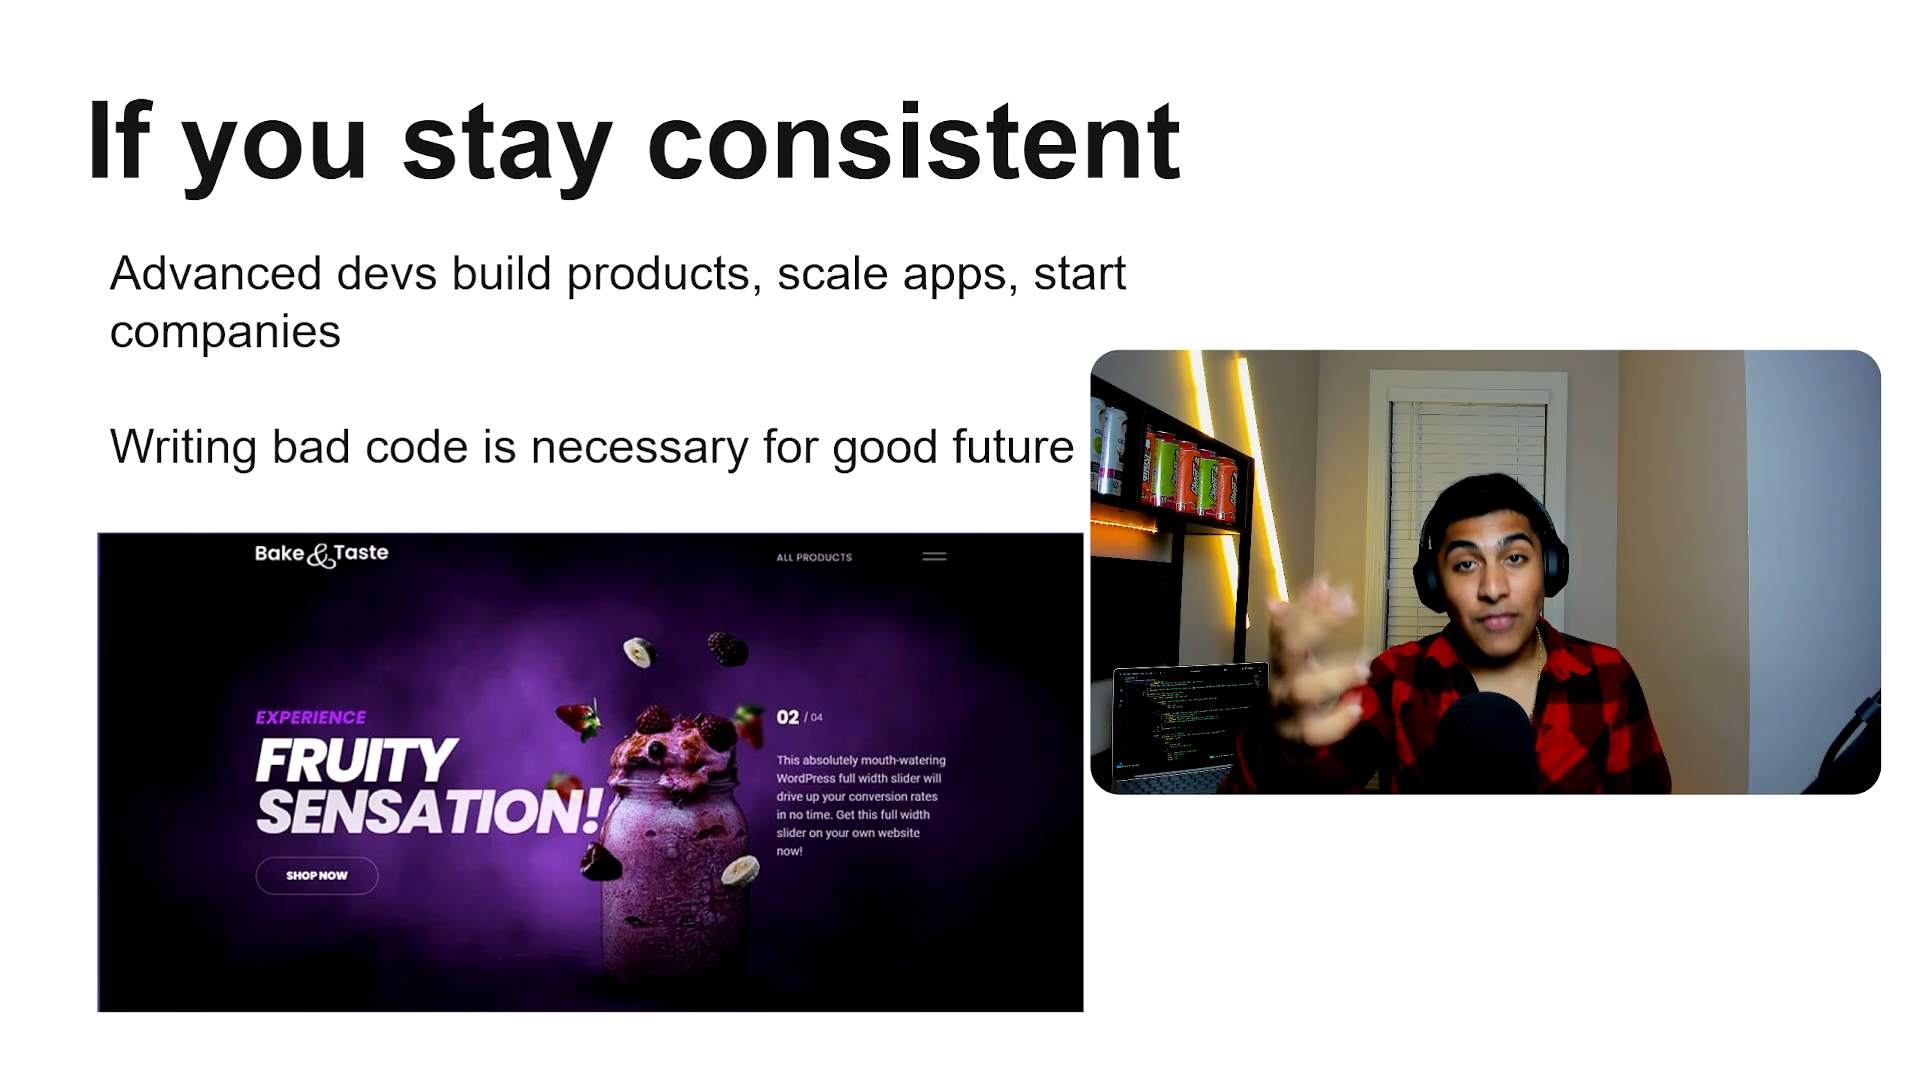 If you stay consistent
Advanced devs build products, scale apps, start
companies
Writing bad code is necessary for good future
Bake & Taste
ALL PRODUCTS
EXPERIENCE
FRUITY
SENSATION!
SHOP NOW
02 / 04
This absolutely mouth-watering
WordPress full width slider will
drive up your conversion rates
in no time. Get this full width
slider on your own website
now!